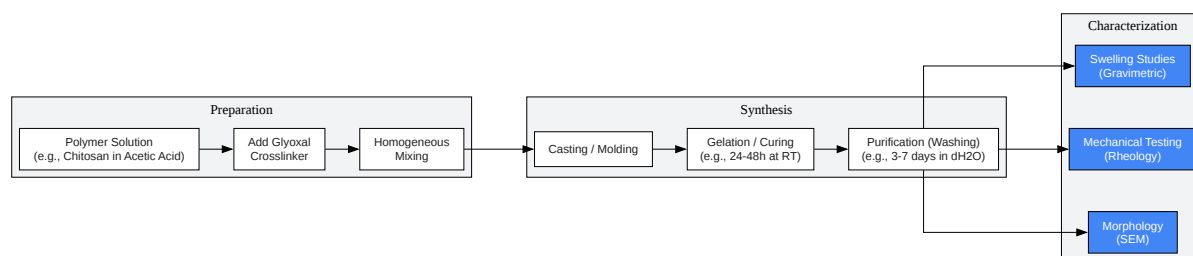 Preparation
Polymer Solution
(e.g., Chitosan in Acetic Acid)
Add Glyoxal
Crosslinker
Homogeneous
Mixing
Synthesis
Casting / Molding
Gelation / Curing
(e.g., 24-48h at RT)
Purification (Washing)
(e.g., 3-7 days in dH2O)
Characterization
Swelling Studies
(Gravimetric)
Mechanical Testing
(Rheology)
Morphology
(SEM)